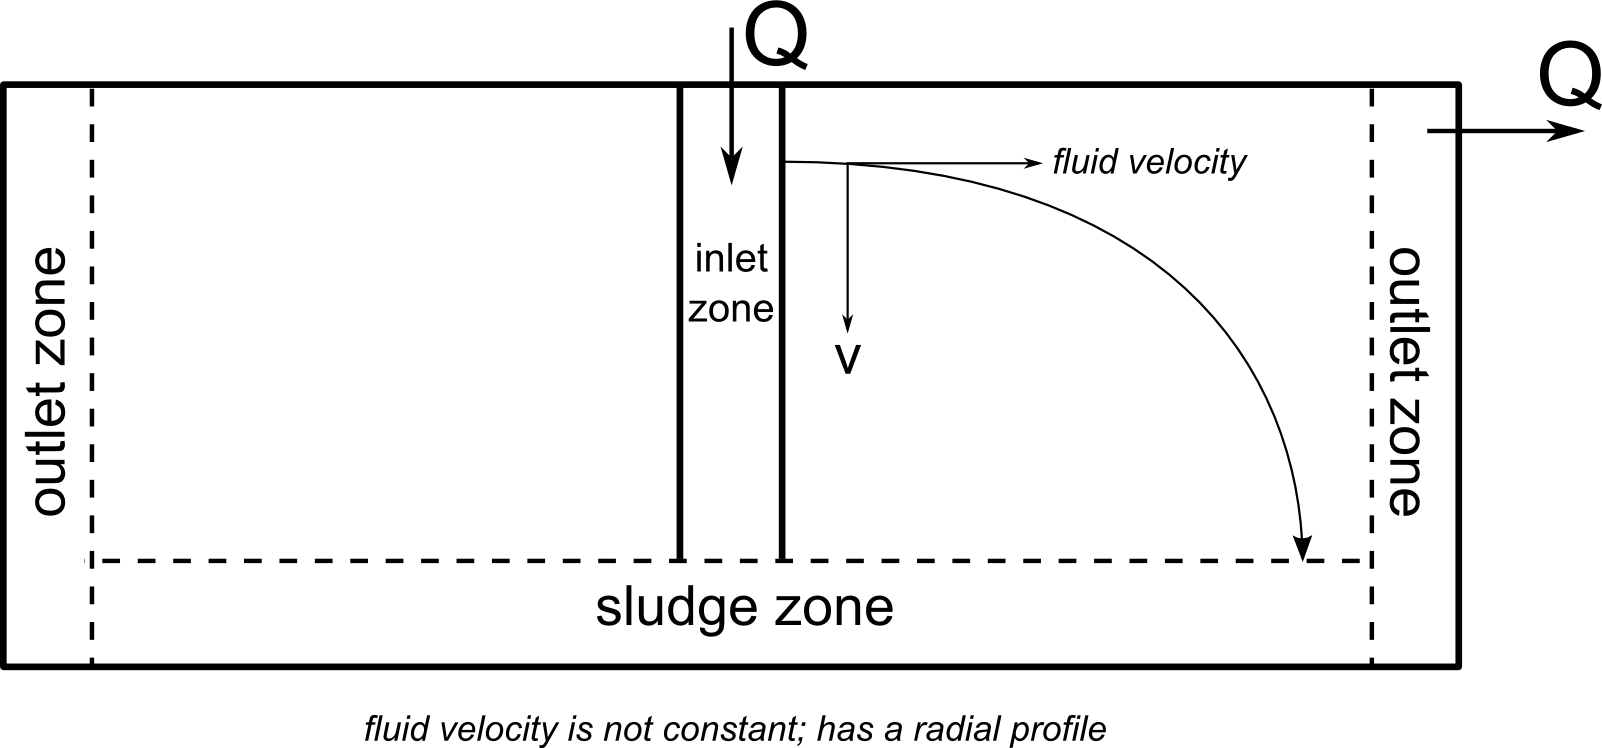 Q
Q
fluid velocity
inlet
zone
v
outlet zone
outlet zone
sludge zone
fluid velocity is not constant; has a radial profile